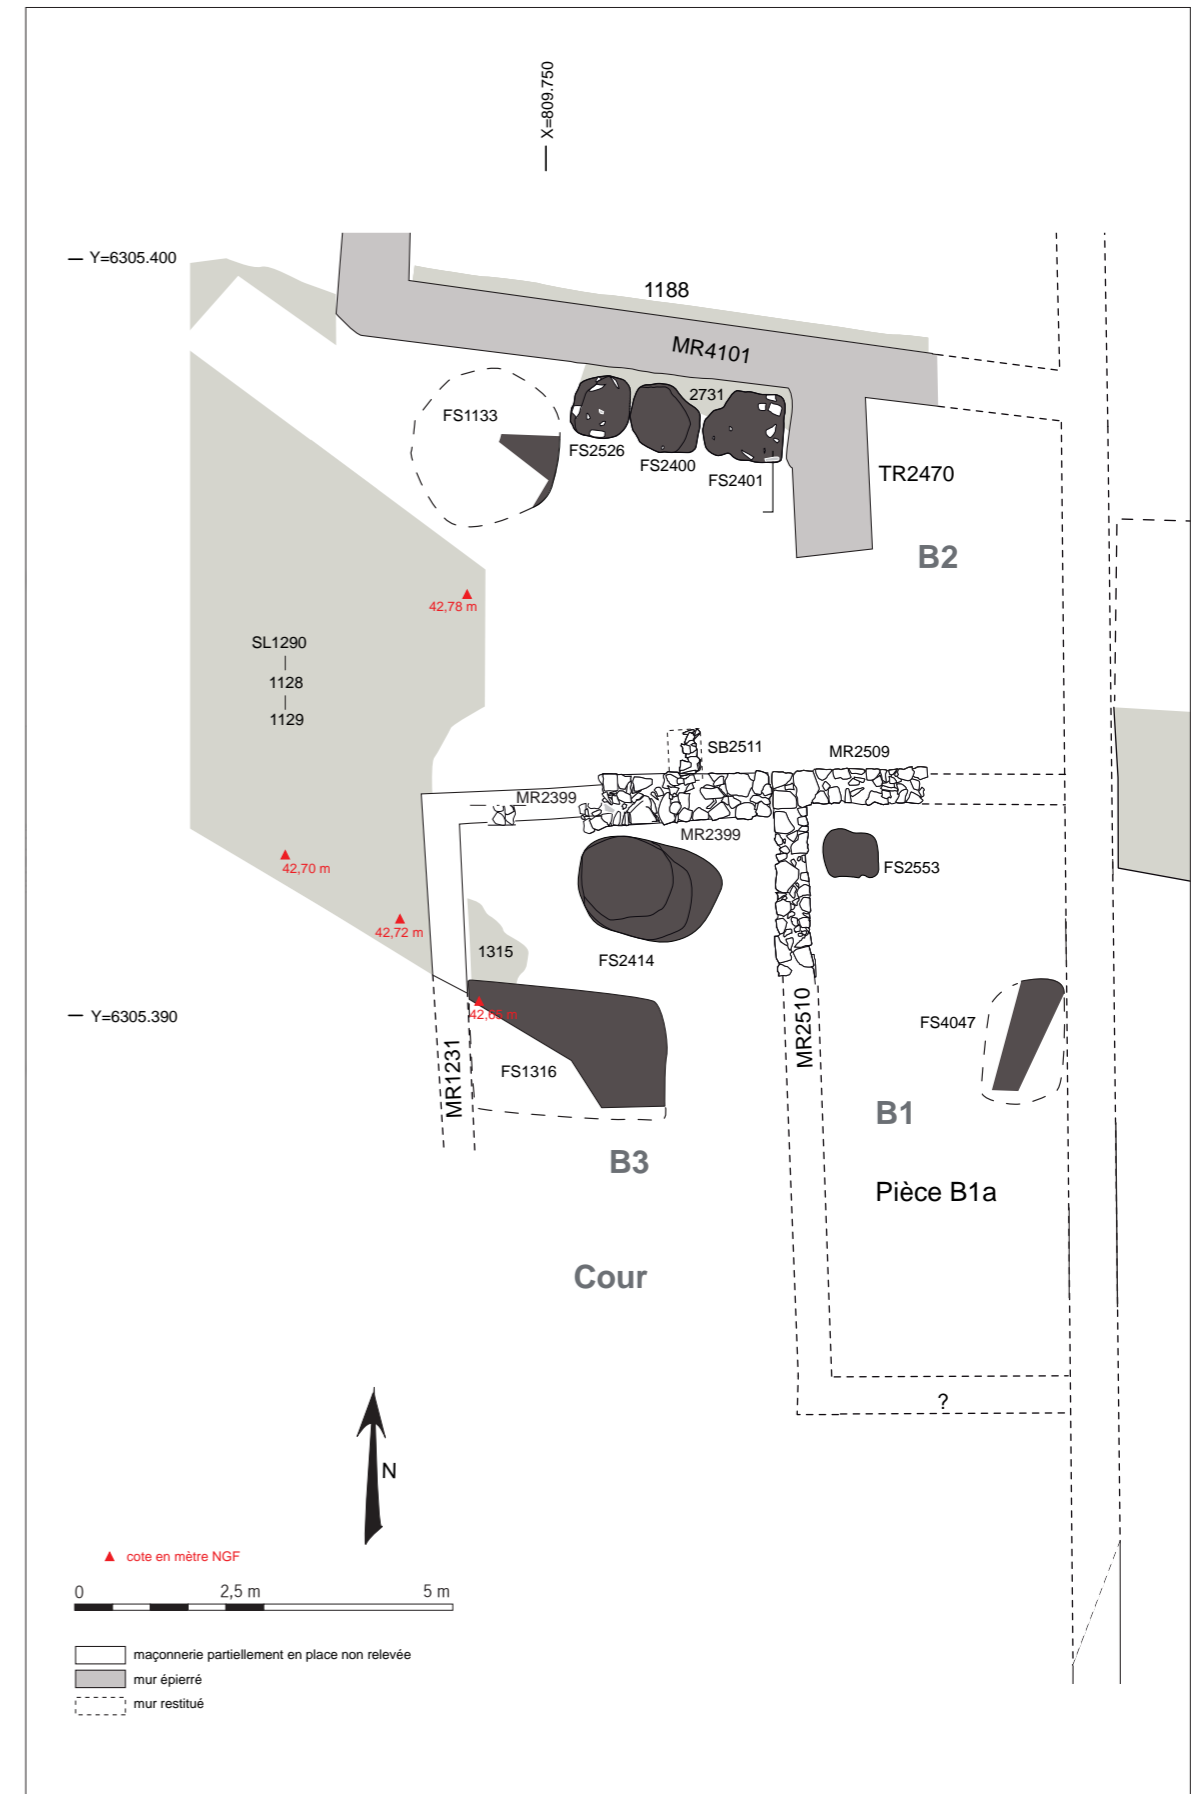 X=809.750
Y=6305.400
1188
MR4101
2731
FS1133
FS2526
FS2400
FS2401
TR2470
B2
42,78 m
SL1290
1128
1129
SB2511
MR2509
MR2399
MR2399
42,70 m
FS2553
42,72 m
1315
FS2414
Y=6305.390
42,65 m
FS4047
FS1316
MR1231
MR2510
B1
B3
Pièce B1a
Cour
?
N
cote en mètre NGF
0 2,5 m 5 m
maçonnerie partiellement en place non relevée
mur épierré
mur restitué